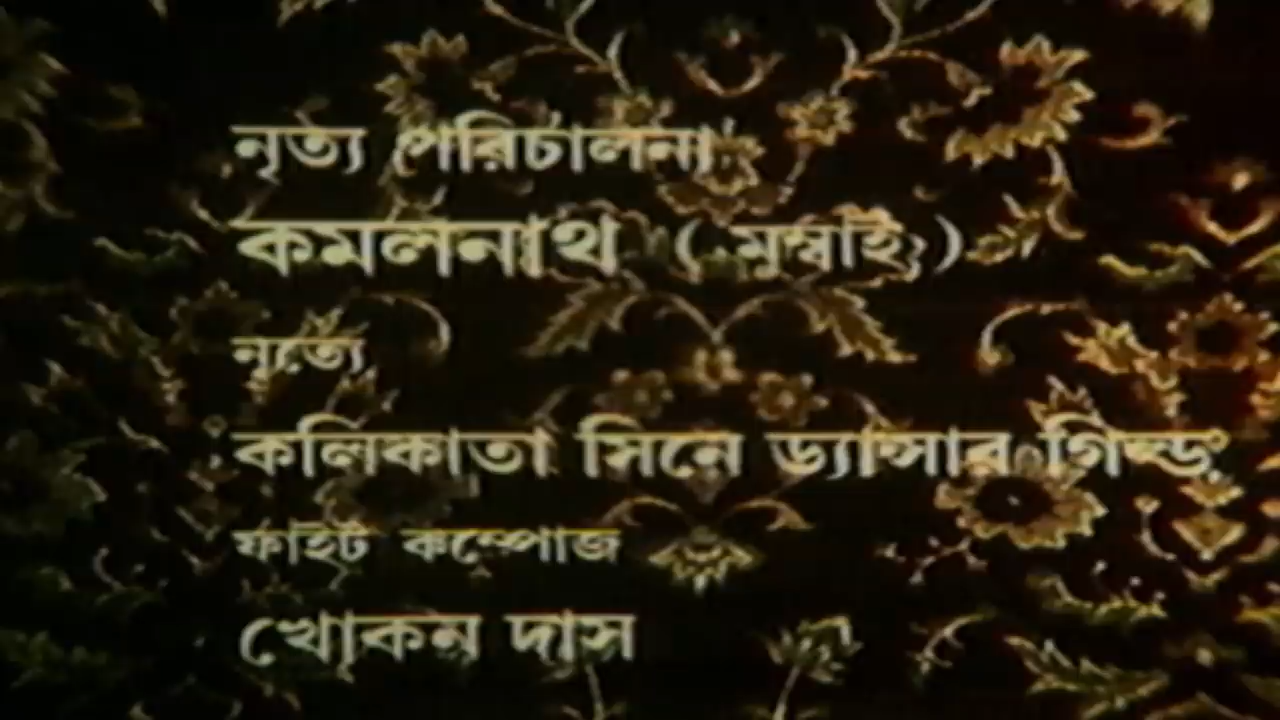 নৃত্য পরিচালনা
কমলনাথ ( মুম্বাই )
নৃত্যে
কলিকাতা সিনে ড্যান্সার গিল্ড
ফাইট কম্পোজ
খোকন দাস